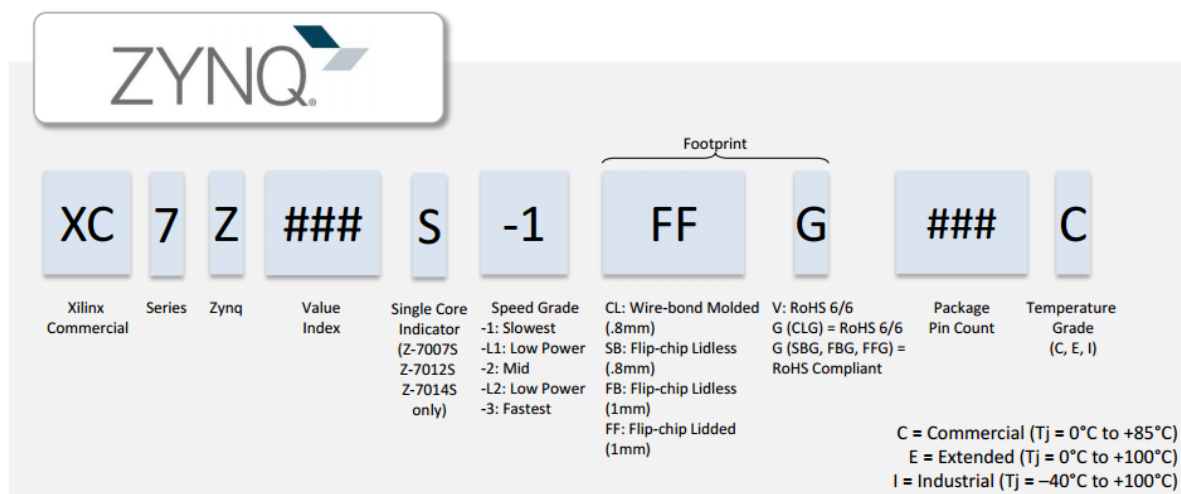 ZYNQ®
Footprint
XC 7 Z ### S -1 FF G ### C
Xilinx
Commercial
Series
Zynq
Value
Index
Single Core
Indicator
(Z-7007S
Z-7012S
Z-7014S
only)
Speed Grade
-1: Slowest
-L1: Low Power
-2: Mid
-L2: Low Power
-3: Fastest
CL: Wire-bond Molded
(.8mm)
SB: Flip-chip Lidless
(.8mm)
FB: Flip-chip Lidless
(1mm)
FF: Flip-chip Lidded
(1mm)
V: RoHS 6/6
G (CLG) = RoHS 6/6
G (SBG, FBG, FFG) =
RoHS Compliant
Package
Pin Count
Temperature
Grade
(C, E, I)
C = Commercial (Tj = 0°C to +85°C)
E = Extended (Tj = 0°C to +100°C)
I = Industrial (Tj = –40°C to +100°C)